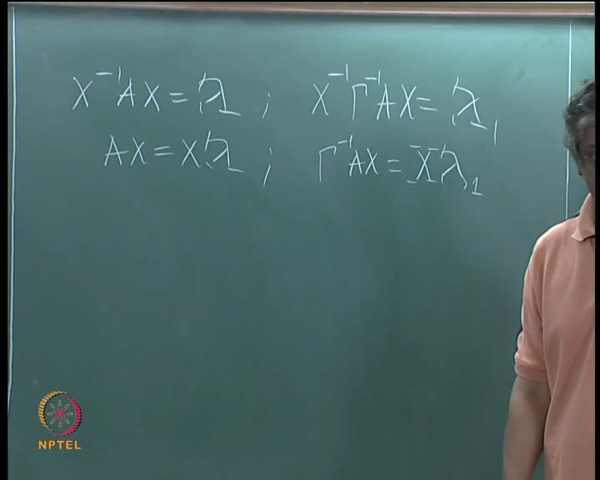 X⁻¹AX = λ ; X⁻¹Γ⁻¹AX = λ₁
AX = Xλ ; Γ⁻¹AX = Xλ₁
NPTEL